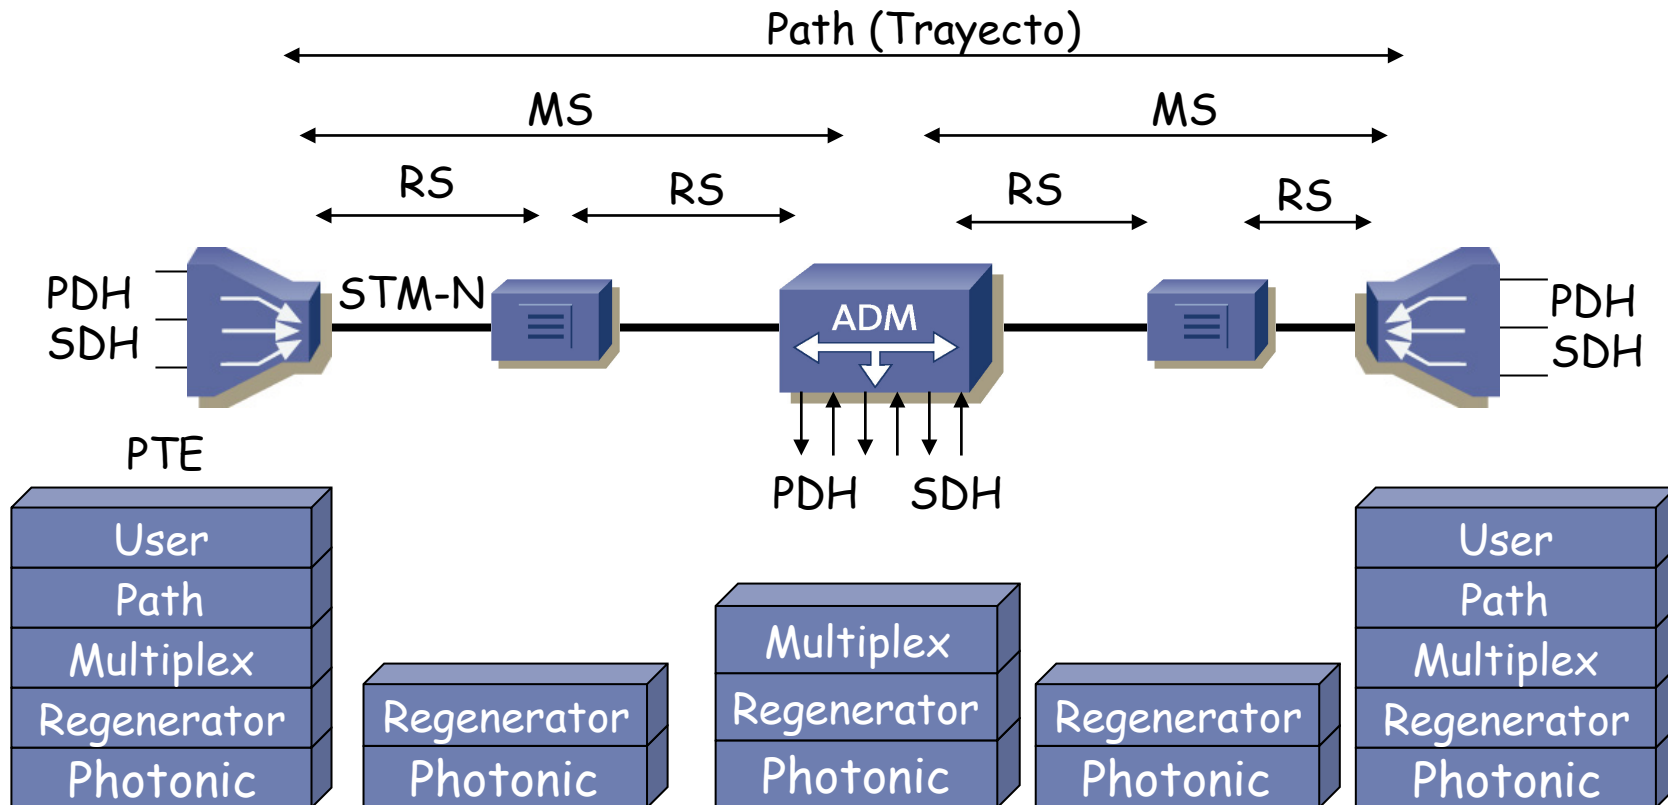 Path (Trayecto)
MS
MS
RS
RS
RS
RS
PDH
SDH
STM-N
ADM
PDH
SDH
PTE
PDH
SDH
User
Path
Multiplex
Regenerator
Photonic
Regenerator
Photonic
Multiplex
Regenerator
Photonic
Regenerator
Photonic
User
Path
Multiplex
Regenerator
Photonic